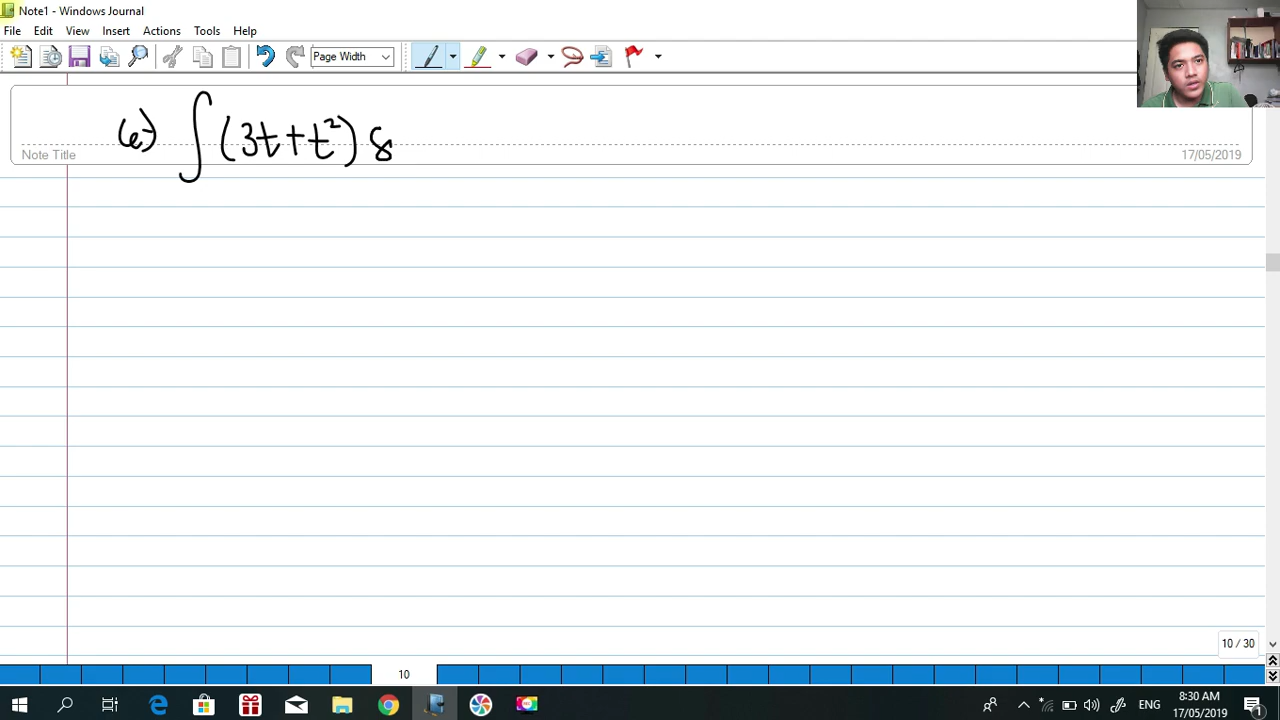 Note1 - Windows Journal
File Edit View Insert Actions Tools Help
Page Width
(e) ∫(3t+t²) s
Note Title
17/05/2019
10 / 30
10
8:30 AM
ENG
17/05/2019
1